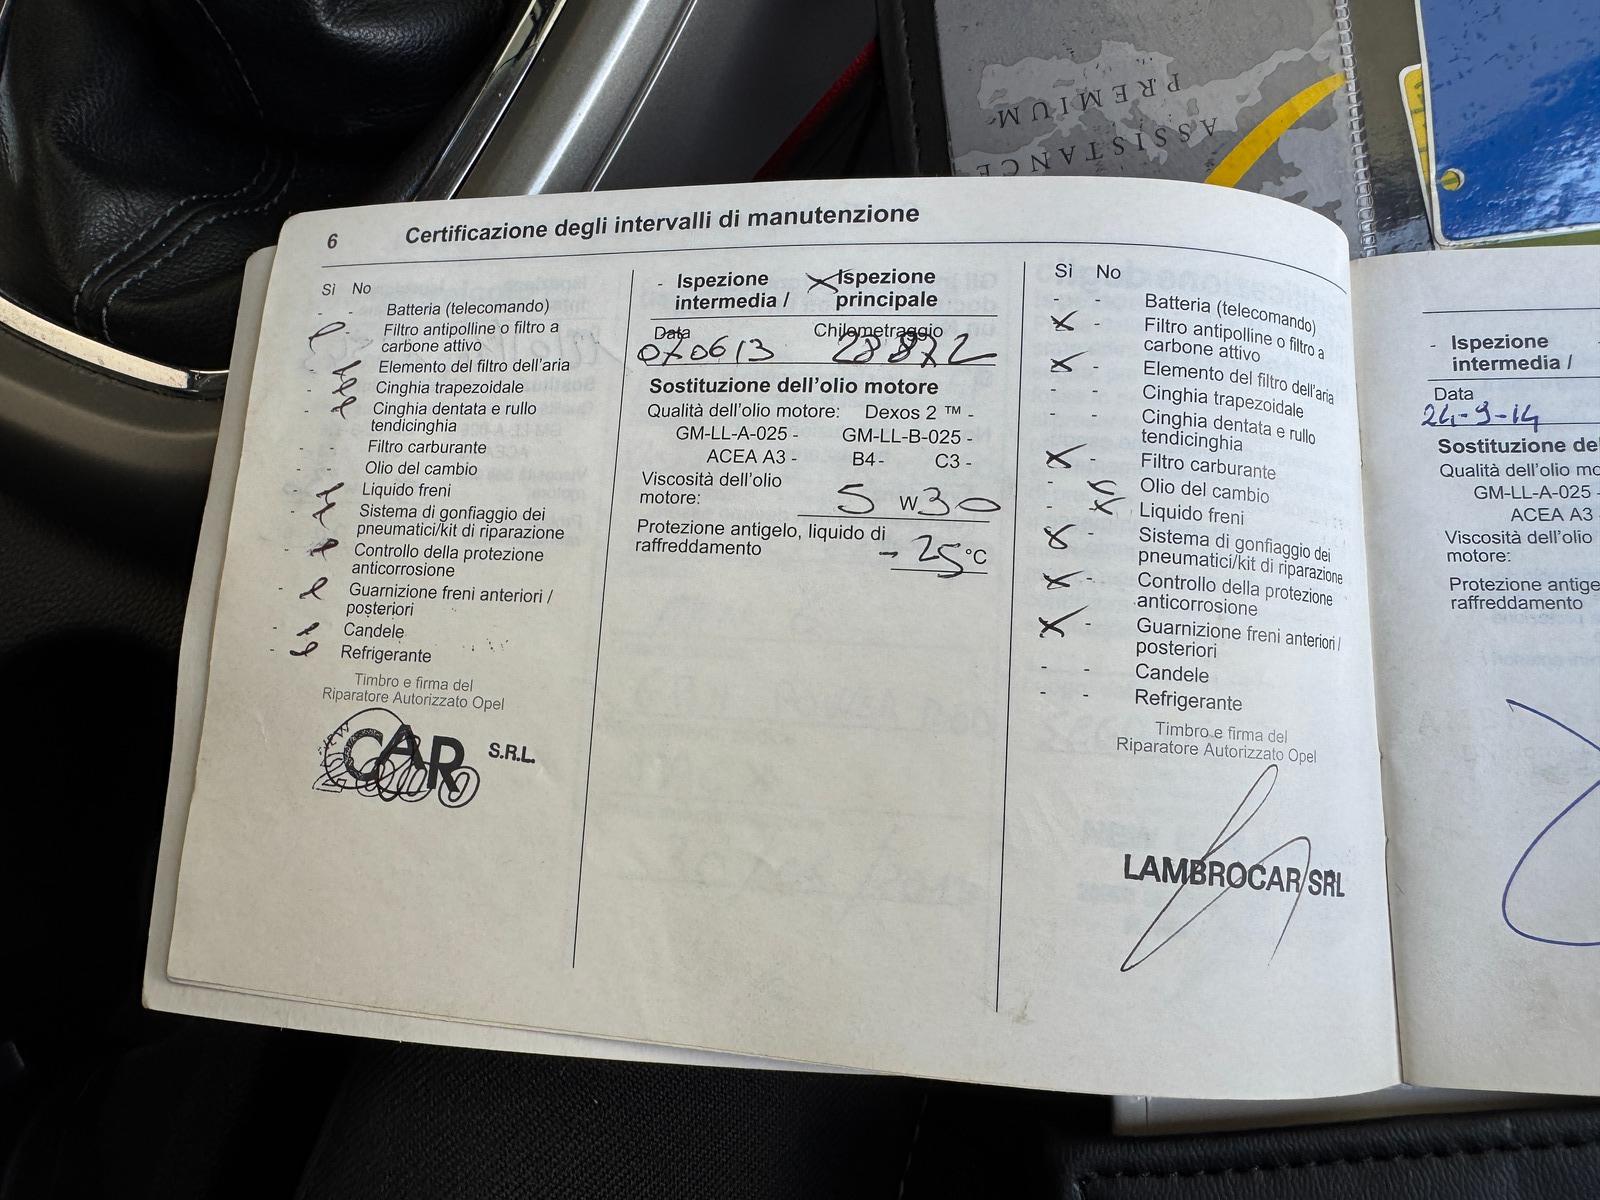 PREMIUM
ASSISTANCE
6 Certificazione degli intervalli di manutenzione
Sì No
- - Batteria (telecomando)
Filtro antipolline o filtro a
carbone attivo
Elemento del filtro dell'aria
Cinghia trapezoidale
Cinghia dentata e rullo
tendicinghia
- - Filtro carburante
- - Olio del cambio
Liquido freni
Sistema di gonfiaggio dei
pneumatici/kit di riparazione
Controllo della protezione
anticorrosione
Guarnizione freni anteriori /
posteriori
Candele
Refrigerante
Timbro e firma del
Riparatore Autorizzato Opel
CAR S.R.L.
- Ispezione
intermedia /
X Ispezione
principale
Data Chilometraggio
070613 28872
Sostituzione dell'olio motore
Qualità dell'olio motore: Dexos 2 ™ -
GM-LL-A-025 - GM-LL-B-025 -
ACEA A3 - B4 - C3 -
Viscosità dell'olio
motore: 5 W 30
Protezione antigelo, liquido di
raffreddamento - 25 °C
Sì No
- - Batteria (telecomando)
X - Filtro antipolline o filtro a
carbone attivo
X - Elemento del filtro dell'aria
- - Cinghia trapezoidale
- - Cinghia dentata e rullo
tendicinghia
X - Filtro carburante
- Olio del cambio
- X Liquido freni
X - Sistema di gonfiaggio dei
pneumatici/kit di riparazione
X - Controllo della protezione
anticorrosione
X - Guarnizione freni anteriori /
posteriori
- - Candele
- - Refrigerante
Timbro e firma del
Riparatore Autorizzato Opel
LAMBROCAR SRL
- Ispezione
intermedia /
Data
24-9-14
Sostituzione de
Qualità dell'olio mo
GM-LL-A-025 -
ACEA A3
Viscosità dell'olio
motore:
Protezione antige
raffreddamento